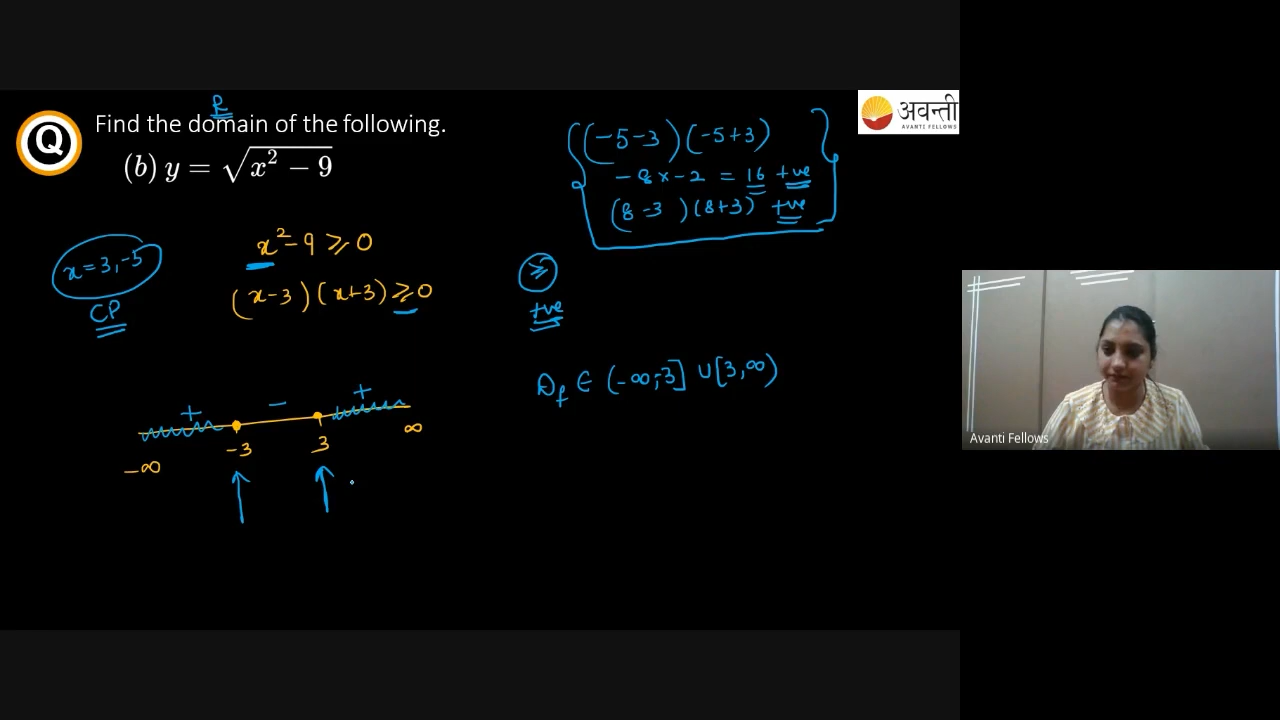 R
Q Find the domain of the following.
(b) y = √(x² − 9)
x = 3, -5
CP
x² - 9 ⩾ 0
(x-3)(x+3) ⩾ 0
(-5-3)(-5+3)
-8 x -2 = 16 +ve
(8-3)(8+3) +ve
⩾
+ve
D_f ∈ (-∞,-3] ∪ [3,∞)
+ - +
-∞ -3 3 ∞
अवन्ती
AVANTI FELLOWS
Avanti Fellows